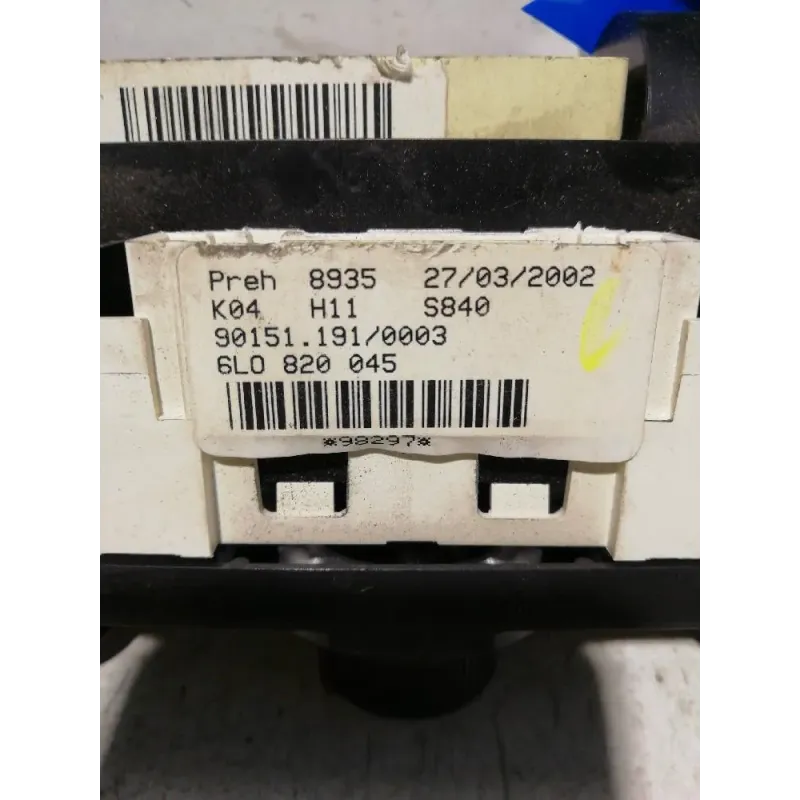 Preh 8935 27/03/2002
K04 H11 S840
90151.191/0003
6L0 820 045
*98297*